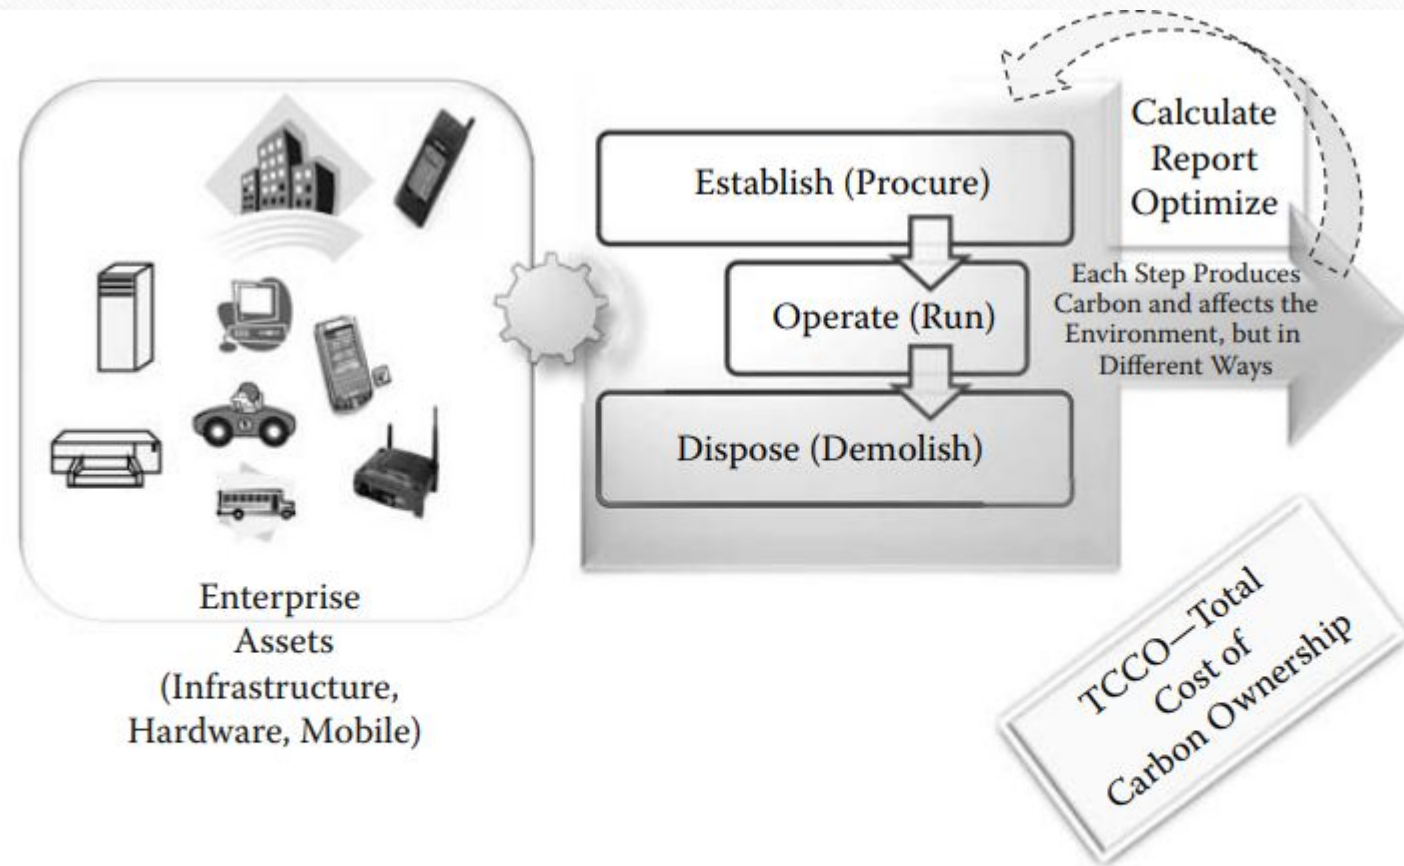 Enterprise
Assets
(Infrastructure,
Hardware, Mobile)
Establish (Procure)
Operate (Run)
Dispose (Demolish)
Calculate
Report
Optimize
Each Step Produces
Carbon and affects the
Environment, but in
Different Ways
TCCO—Total
Cost of
Carbon Ownership